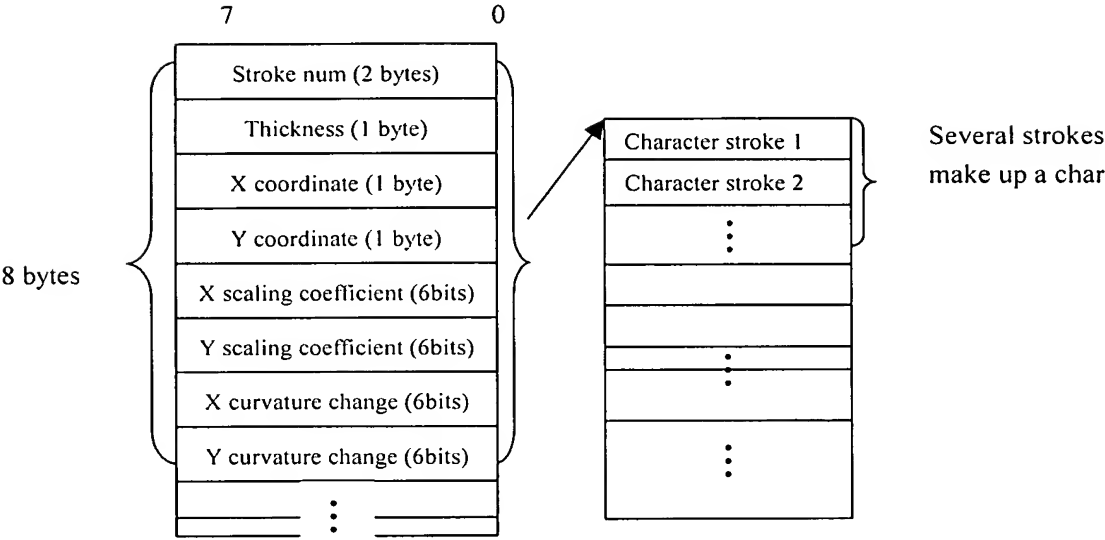 7 0
Stroke num (2 bytes)
Thickness (1 byte)
X coordinate (1 byte)
Y coordinate (1 byte)
8 bytes
X scaling coefficient (6bits)
Y scaling coefficient (6bits)
X curvature change (6bits)
Y curvature change (6bits)
Character stroke 1
Character stroke 2
Several strokes
make up a char